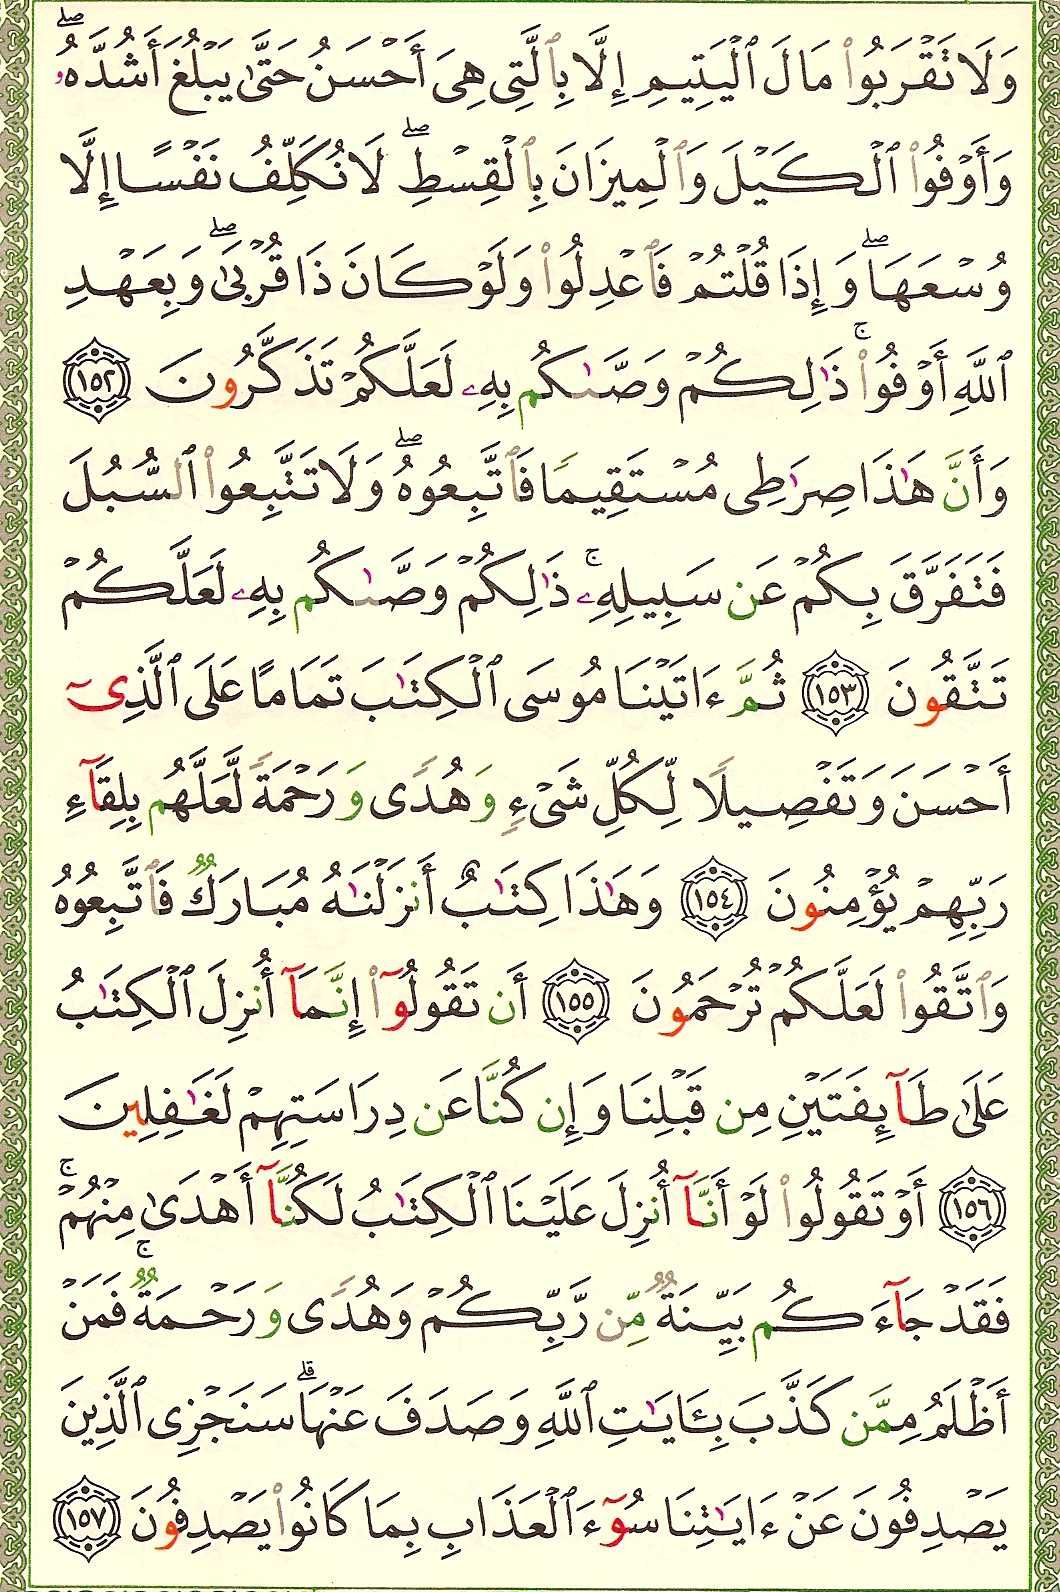 وَلَا تَقۡرَبُواْ مَالَ ٱلۡيَتِيمِ إِلَّا بِٱلَّتِى هِىَ أَحۡسَنُ حَتَّىٰ يَبۡلُغَ أَشُدَّهُۥۖ
وَأَوۡفُواْ ٱلۡكَيۡلَ وَٱلۡمِيزَانَ بِٱلۡقِسۡطِۖ لَا نُكَلِّفُ نَفۡسًا إِلَّا
وُسۡعَهَاۖ وَإِذَا قُلۡتُمۡ فَٱعۡدِلُواْ وَلَوۡ كَانَ ذَا قُرۡبَىٰۖ وَبِعَهۡدِ
ٱللَّهِ أَوۡفُواْۚ ذَٰلِكُمۡ وَصَّىٰكُم بِهِۦ لَعَلَّكُمۡ تَذَكَّرُونَ ١٥٢
وَأَنَّ هَٰذَا صِرَٰطِى مُسۡتَقِيمًا فَٱتَّبِعُوهُۖ وَلَا تَتَّبِعُواْ ٱلسُّبُلَ
فَتَفَرَّقَ بِكُمۡ عَن سَبِيلِهِۦۚ ذَٰلِكُمۡ وَصَّىٰكُم بِهِۦ لَعَلَّكُمۡ
تَتَّقُونَ ١٥٣ ثُمَّ ءَاتَيۡنَا مُوسَى ٱلۡكِتَٰبَ تَمَامًا عَلَى ٱلَّذِىٓ
أَحۡسَنَ وَتَفۡصِيلًا لِّكُلِّ شَىۡءٍ وَهُدًى وَرَحۡمَةً لَّعَلَّهُم بِلِقَآءِ
رَبِّهِمۡ يُؤۡمِنُونَ ١٥٤ وَهَٰذَا كِتَٰبٌ أَنزَلۡنَٰهُ مُبَارَكٌ فَٱتَّبِعُوهُ
وَٱتَّقُواْ لَعَلَّكُمۡ تُرۡحَمُونَ ١٥٥ أَن تَقُولُوٓاْ إِنَّمَآ أُنزِلَ ٱلۡكِتَٰبُ
عَلَىٰ طَآئِفَتَيۡنِ مِن قَبۡلِنَا وَإِن كُنَّا عَن دِرَاسَتِهِمۡ لَغَٰفِلِينَ
١٥٦ أَوۡ تَقُولُواْ لَوۡ أَنَّآ أُنزِلَ عَلَيۡنَا ٱلۡكِتَٰبُ لَكُنَّآ أَهۡدَىٰ مِنۡهُمۡۚ
فَقَدۡ جَآءَكُم بَيِّنَةٌ مِّن رَّبِّكُمۡ وَهُدًى وَرَحۡمَةٌۚ فَمَنۡ
أَظۡلَمُ مِمَّن كَذَّبَ بِـَٔايَٰتِ ٱللَّهِ وَصَدَفَ عَنۡهَاۗ سَنَجۡزِى ٱلَّذِينَ
يَصۡدِفُونَ عَنۡ ءَايَٰتِنَا سُوٓءَ ٱلۡعَذَابِ بِمَا كَانُواْ يَصۡدِفُونَ ١٥٧